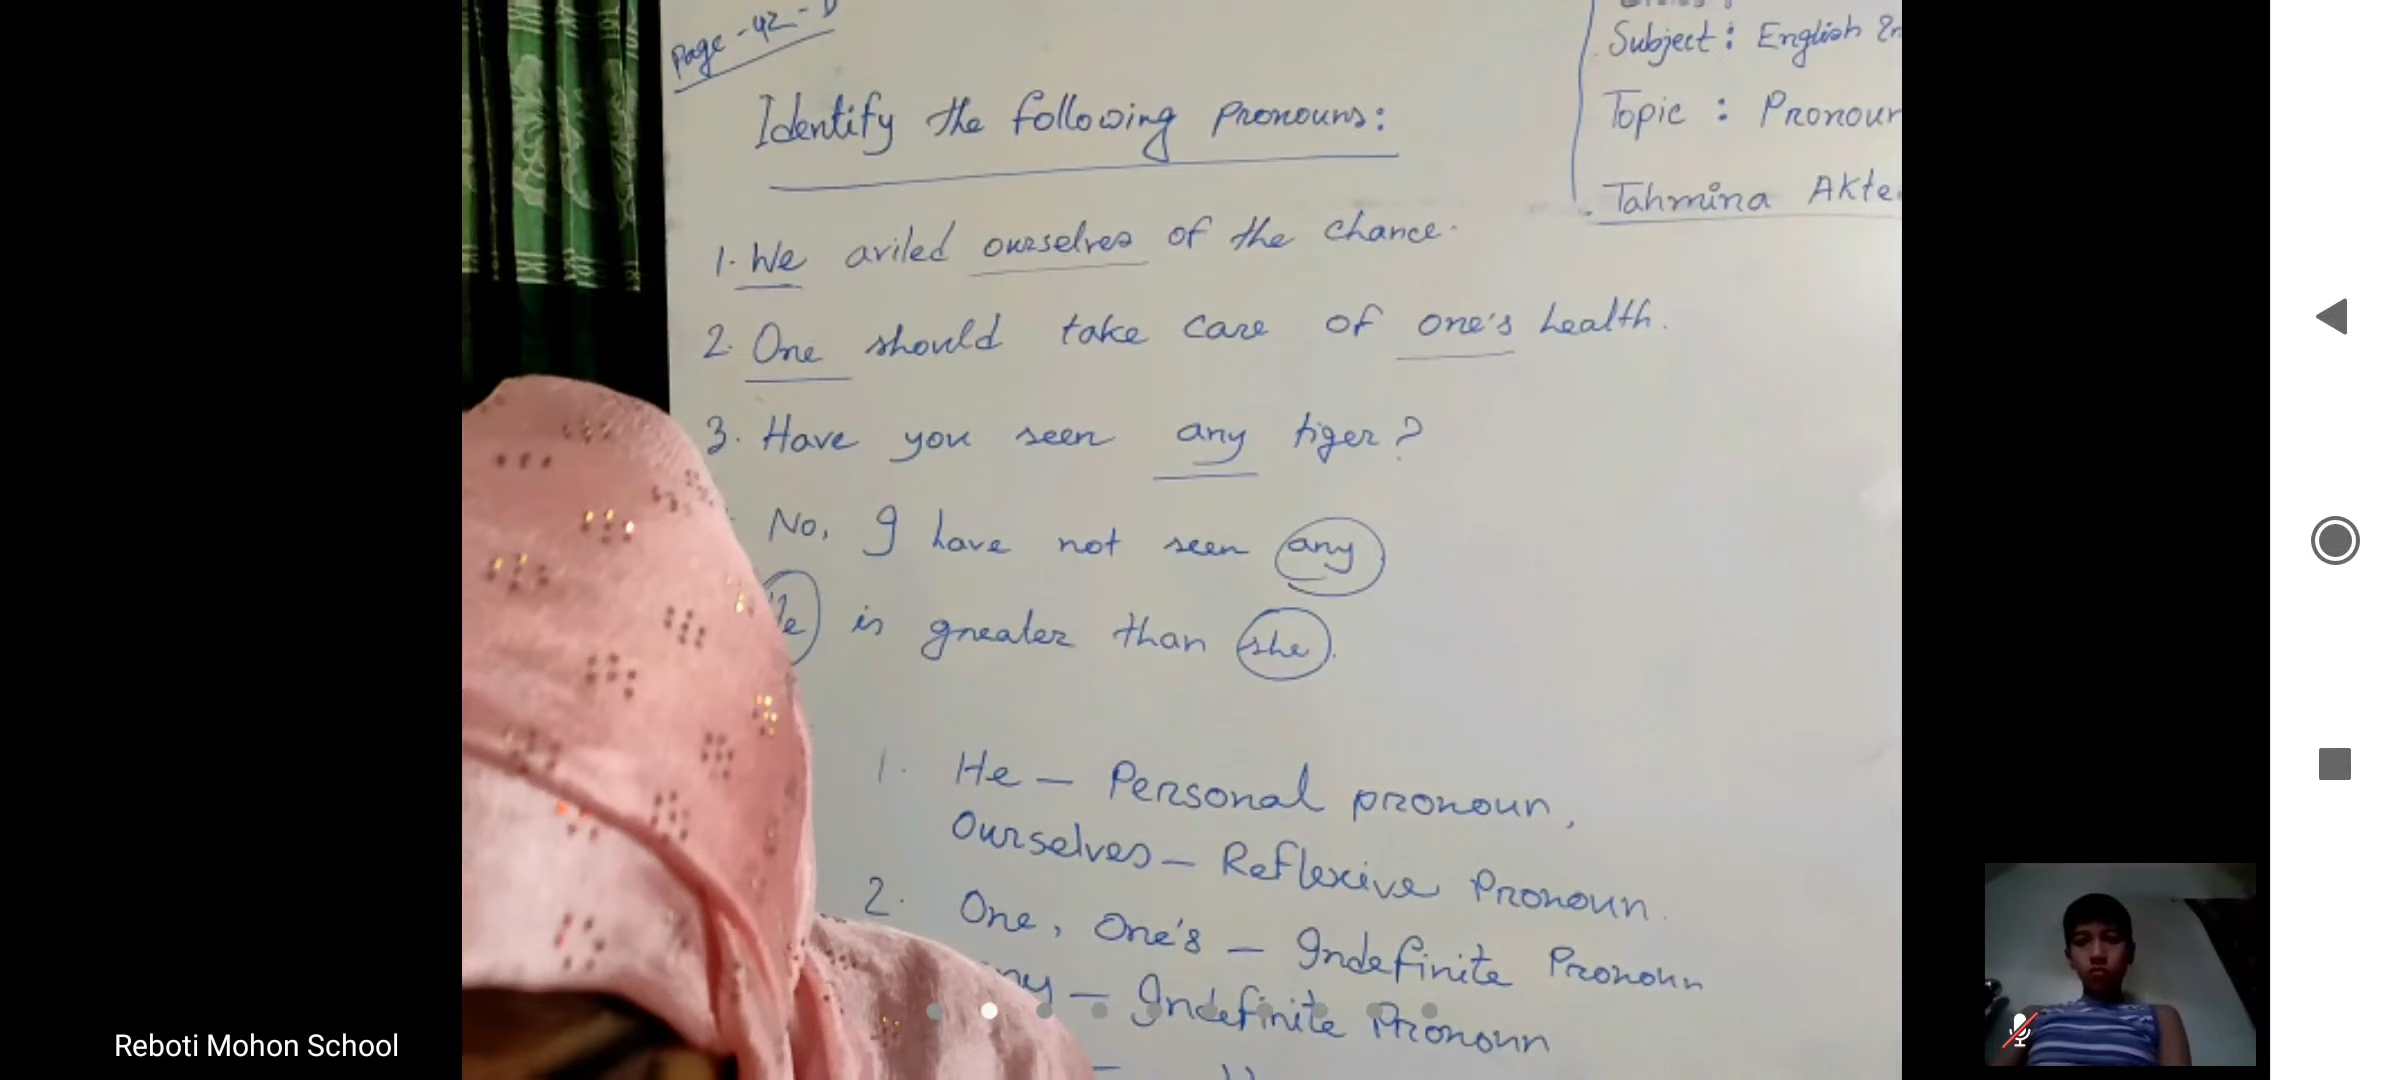 Page - 42 - D
Identify the following pronouns:
1. We aviled ourselves of the chance.
2. One should take care of one's health.
3. Have you seen any tiger?
No, I have not seen any
is greater than she.
1. He – Personal pronoun,
Ourselves – Reflexive Pronoun.
2. One, One's – Indefinite Pronoun
– Indefinite Pronoun
Subject: English
Topic : Pronoun
Tahmina Akte
Reboti Mohon School